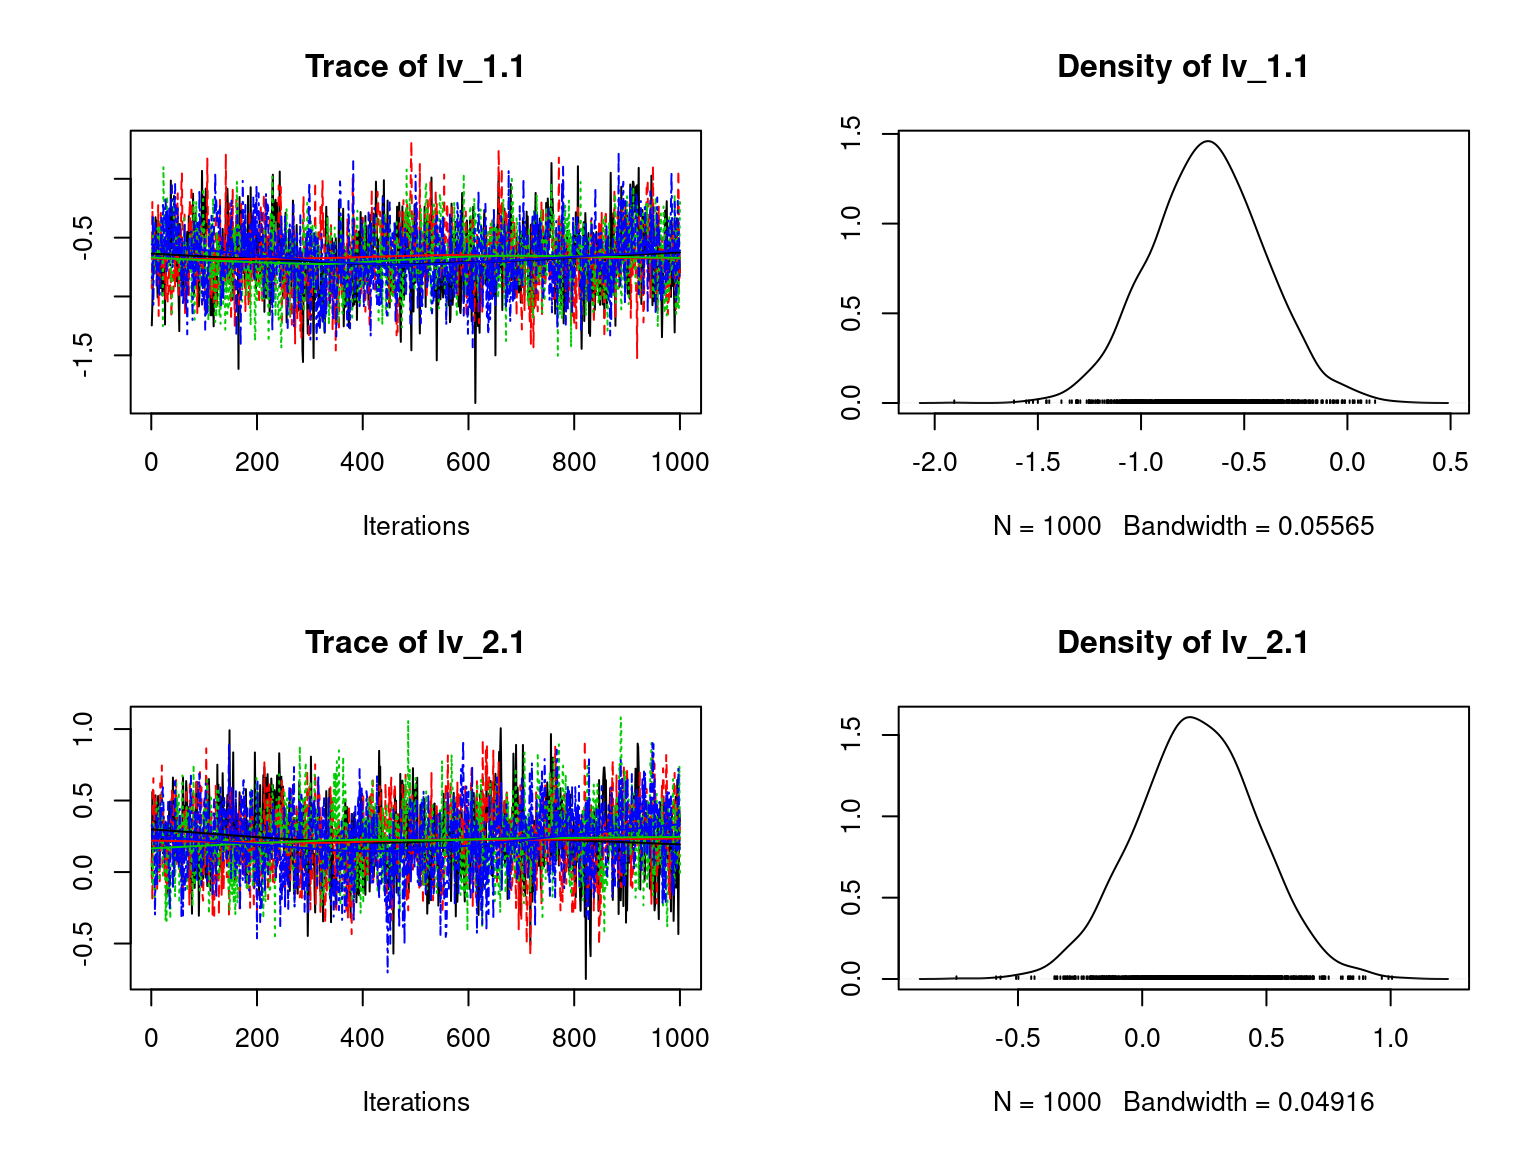 Trace of lv_1.1
-0.5
-1.5
0 200 400 600 800 1000
Iterations
Density of lv_1.1
1.5
1.0
0.5
0.0
-2.0 -1.5 -1.0 -0.5 0.0 0.5
N = 1000 Bandwidth = 0.05565
Trace of lv_2.1
1.0
0.5
0.0
-0.5
0 200 400 600 800 1000
Iterations
Density of lv_2.1
1.5
1.0
0.5
0.0
-0.5 0.0 0.5 1.0
N = 1000 Bandwidth = 0.04916